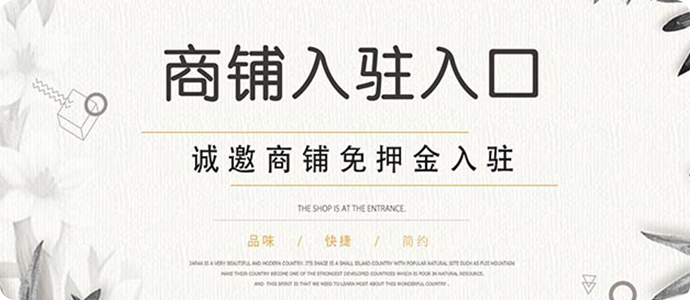 商铺入驻入口
诚邀商铺免押金入驻
THE SHOP IS AT THE ENTRANCE.
品味 / 快捷 / 简约
JAPAN IS A VERY BEAUTIFUL AND MODERN COUNTRY. ITS IMAGE IS A SMALL ISLAND COUNTRY WITH POPULAR NATURAL SITE SUCH AS FUJI MOUNTAIN
MAKE THEIR COUNTRY BECOME ONE OF THE STRONGEST DEVELOPED COUNTRIES WHICH IS POOR IN NATURAL RESOURCE.
AND THIS SPIRIT IS THAT WE NEED TO LEARN MOST ABOUT THIS WONDERFUL COUNTRY .